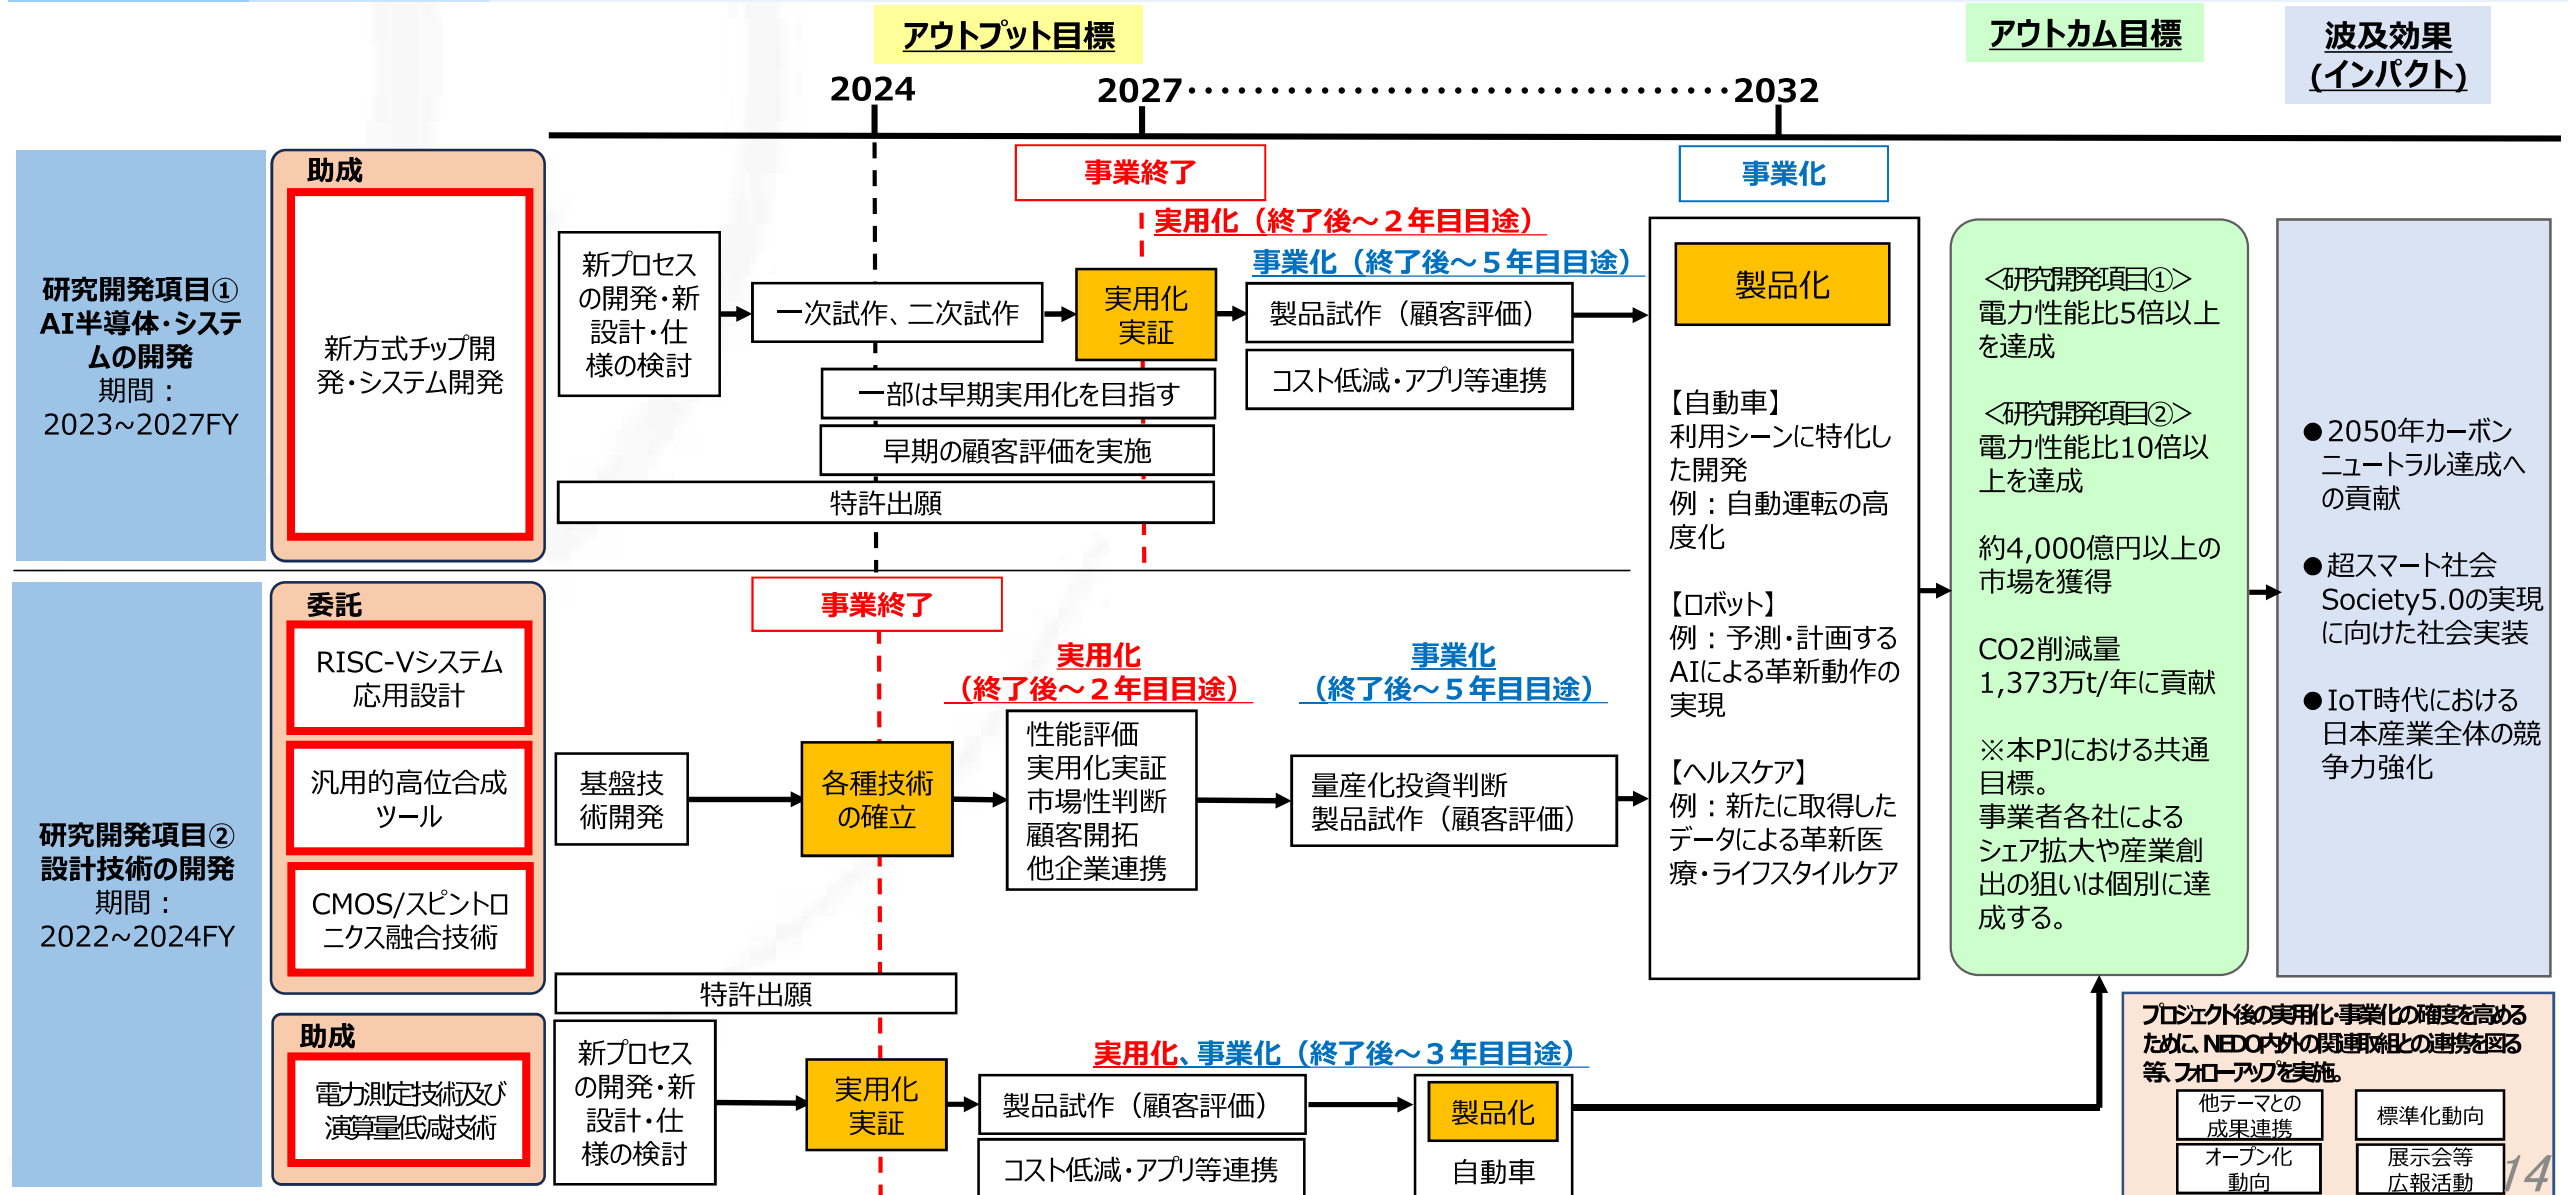 アウトプット目標
アウトカム目標
波及効果
(インパクト)
2024
2027
2032
研究開発項目①
AI半導体・システ
ムの開発
期間：
2023~2027FY
助成
新方式チップ開
発・システム開発
事業終了
事業化
実用化（終了後～２年目目途）
事業化（終了後～５年目目途）
新プロセス
の開発・新
設計・仕
様の検討
一次試作、二次試作
実用化
実証
製品試作（顧客評価）
コスト低減・アプリ等連携
一部は早期実用化を目指す
早期の顧客評価を実施
特許出願
製品化
【自動車】
利用シーンに特化し
た開発
例：自動運転の高
度化
【ロボット】
例：予測・計画する
AIによる革新動作の
実現
【ヘルスケア】
例：新たに取得した
データによる革新医
療・ライフスタイルケア
＜研究開発項目①＞
電力性能比5倍以上
を達成
＜研究開発項目②＞
電力性能比10倍以
上を達成
約4,000億円以上の
市場を獲得
CO2削減量
1,373万t/年に貢献
※本PJにおける共通
目標。
事業者各社による
シェア拡大や産業創
出の狙いは個別に達
成する。
●2050年カーボン
ニュートラル達成へ
の貢献
●超スマート社会
Society5.0の実現
に向けた社会実装
●IoT時代における
日本産業全体の競
争力強化
研究開発項目②
設計技術の開発
期間：
2022~2024FY
委託
RISC-Vシステム
応用設計
汎用的高位合成
ツール
CMOS/スピントロ
ニクス融合技術
事業終了
実用化
（終了後～２年目目途）
事業化
（終了後～５年目目途）
基盤技
術開発
各種技術
の確立
性能評価
実用化実証
市場性判断
顧客開拓
他企業連携
量産化投資判断
製品試作（顧客評価）
特許出願
助成
電力測定技術及び
演算量低減技術
新プロセス
の開発・新
設計・仕
様の検討
実用化
実証
実用化、事業化（終了後～３年目目途）
製品試作（顧客評価）
コスト低減・アプリ等連携
製品化
自動車
プロジェクト後の実用化・事業化の確度を高める
ために、NEDO内外の関連取組との連携を図る
等、フォローアップを実施。
他テーマとの
成果連携
標準化動向
オープン化
動向
展示会等
広報活動
14